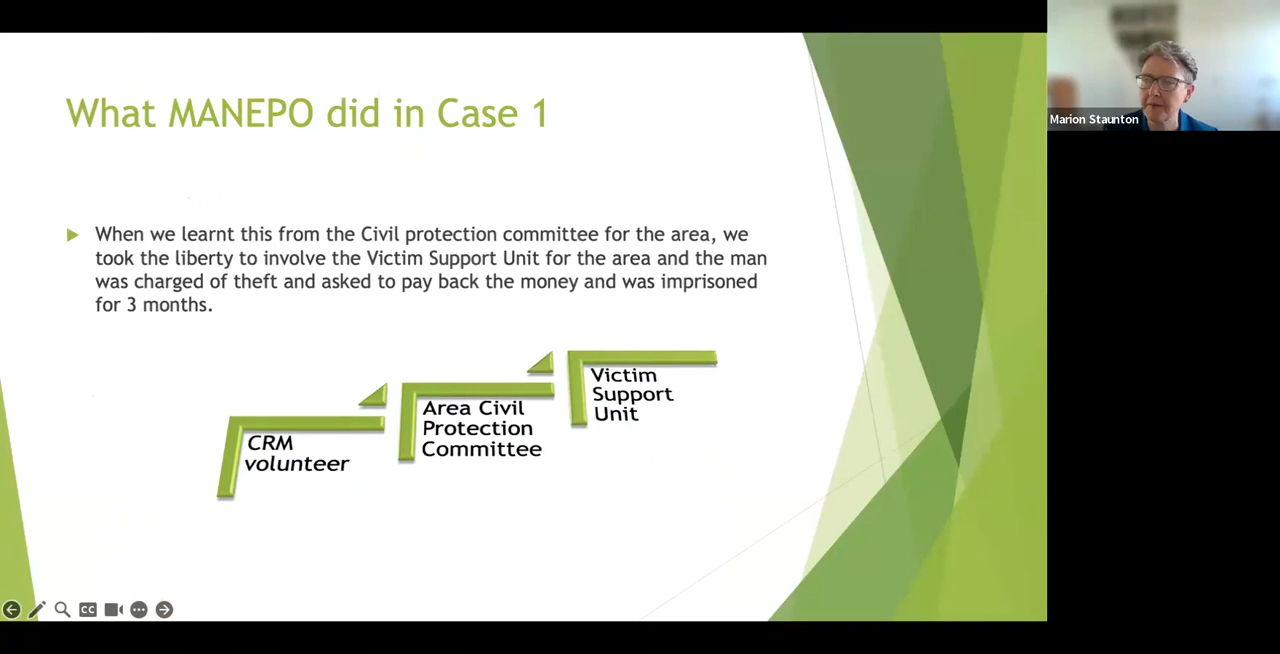 What MANEPO did in Case 1
When we learnt this from the Civil protection committee for the area, we
took the liberty to involve the Victim Support Unit for the area and the man
was charged of theft and asked to pay back the money and was imprisoned
for 3 months.
CRM
volunteer
Area Civil
Protection
Committee
Victim
Support
Unit
CC
Marion Staunton